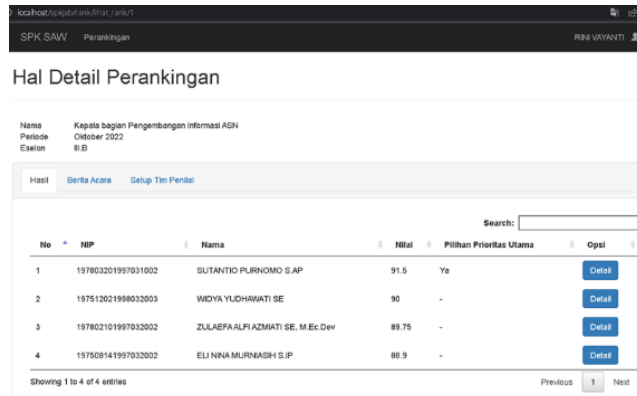 localhost/spkjab/rank/lihat_rank/1
SPK SAW Perankingan RINI VAYANTI
Hal Detail Perankingan
Nama Kepala bagian Pengembangan Informasi ASN
Periode Oktober 2022
Eselon III.B
Hasil Berita Acara Setup Tim Penilai
Search:
No NIP Nama Nilai Pilihan Prioritas Utama Opsi
1 197803201997031002 SUTANTIO PURNOMO S.AP 91.5 Ya Detail
2 197512021998032003 WIDYA YUDHAWATI SE 90 - Detail
3 197802101997032002 ZULAEFA ALFI AZMIATI SE, M.Ec.Dev 89.75 - Detail
4 197508141997032002 ELI NINA MURNIASIH S.IP 88.9 - Detail
Showing 1 to 4 of 4 entries Previous 1 Next